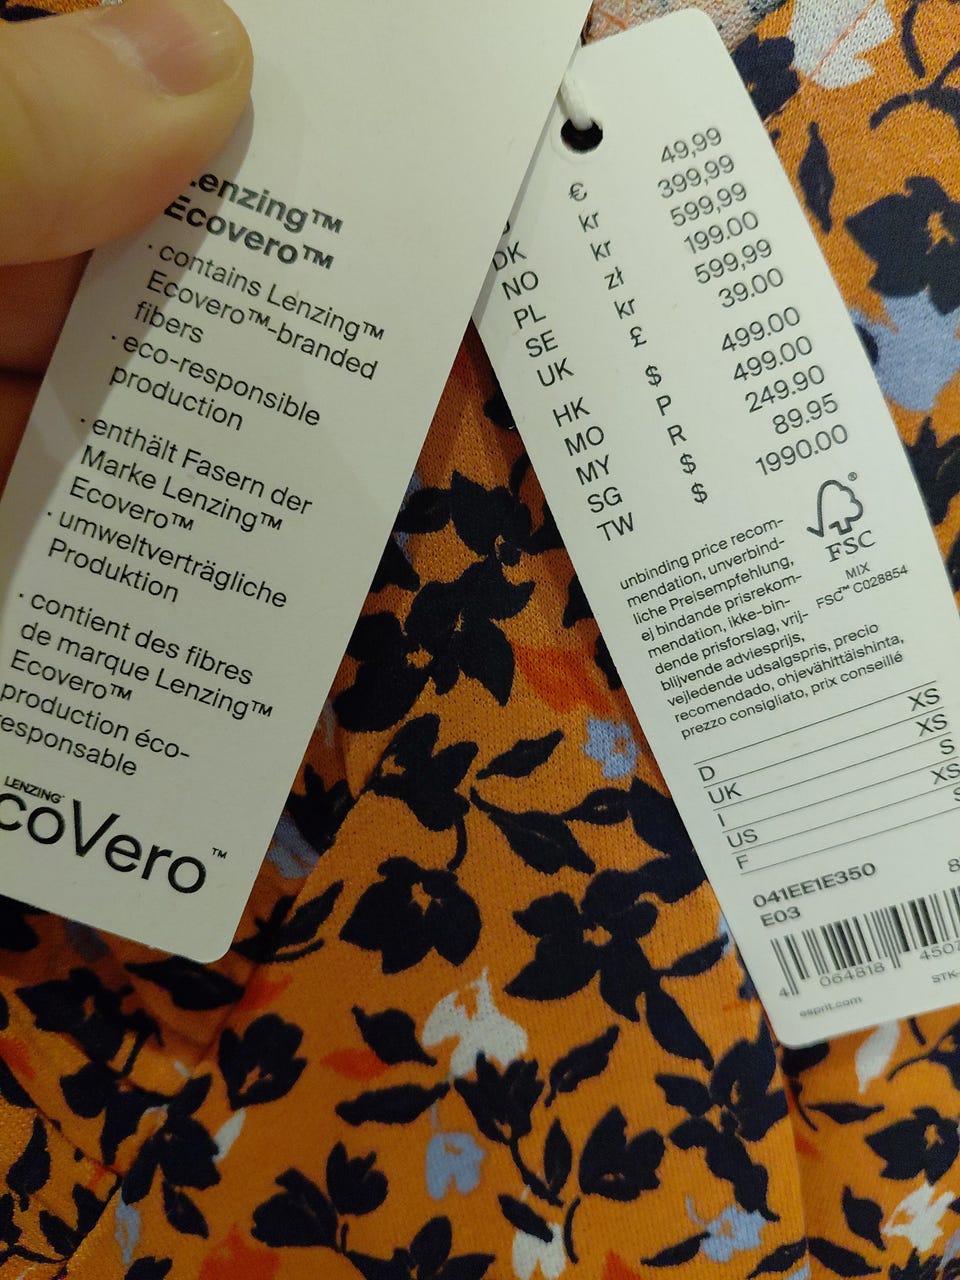 Lenzing™
Ecovero™
· contains Lenzing™
Ecovero™-branded
fibers
· eco-responsible
production
· enthält Fasern der
Marke Lenzing™
Ecovero™
· umweltverträgliche
Produktion
· contient des fibres
de marque Lenzing™
Ecovero™
production éco-
responsable
LENZING
coVero™
€ 49,99
DK kr 399,99
NO kr 599,99
PL zł 199.00
SE kr 599,99
UK £ 39.00
HK $ 499.00
MO P 499.00
MY R 249.90
SG $ 89.95
TW $ 1990.00
FSC®
MIX
FSC™ C028854
unbinding price recom-
mendation, unverbind-
liche Preisempfehlung,
ej bindande prisrekom-
mendation, ikke-bin-
dende prisforslag, vrij-
blijvende adviesprijs,
vejledende udsalgspris, precio
recomendado, ohjevähittäishinta,
prezzo consigliato, prix conseillé
D XS
UK XS
I S
US XS
F S
041EE1E350 8
E03
4 064818 4507
esprit.com STK-